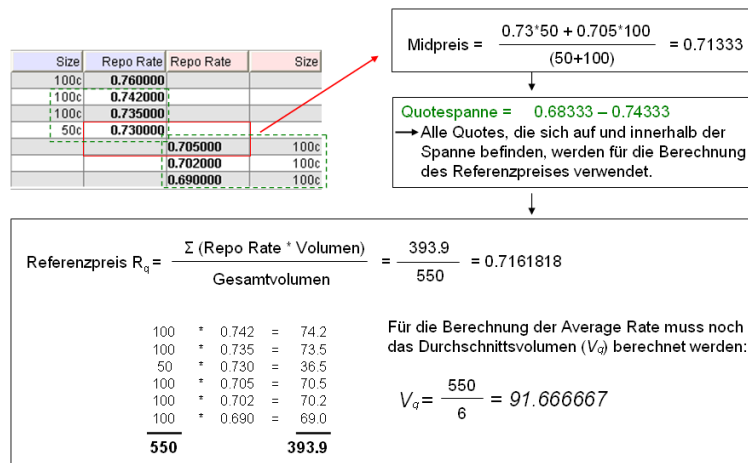 Size Repo Rate Repo Rate Size
100c 0.760000
100c 0.742000
100c 0.735000
50c 0.730000
0.705000 100c
0.702000 100c
0.690000 100c
Midpreis = 0.73*50 + 0.705*100 / (50+100) = 0.71333
Quotespanne = 0.68333 – 0.74333
→ Alle Quotes, die sich auf und innerhalb der
Spanne befinden, werden für die Berechnung
des Referenzpreises verwendet.
Referenzpreis Rq = Σ (Repo Rate * Volumen) / Gesamtvolumen = 393.9 / 550 = 0.7161818
100 * 0.742 = 74.2
100 * 0.735 = 73.5
50 * 0.730 = 36.5
100 * 0.705 = 70.5
100 * 0.702 = 70.2
100 * 0.690 = 69.0
550 393.9
Für die Berechnung der Average Rate muss noch
das Durchschnittsvolumen (Vq) berechnet werden:
Vq = 550 / 6 = 91.666667